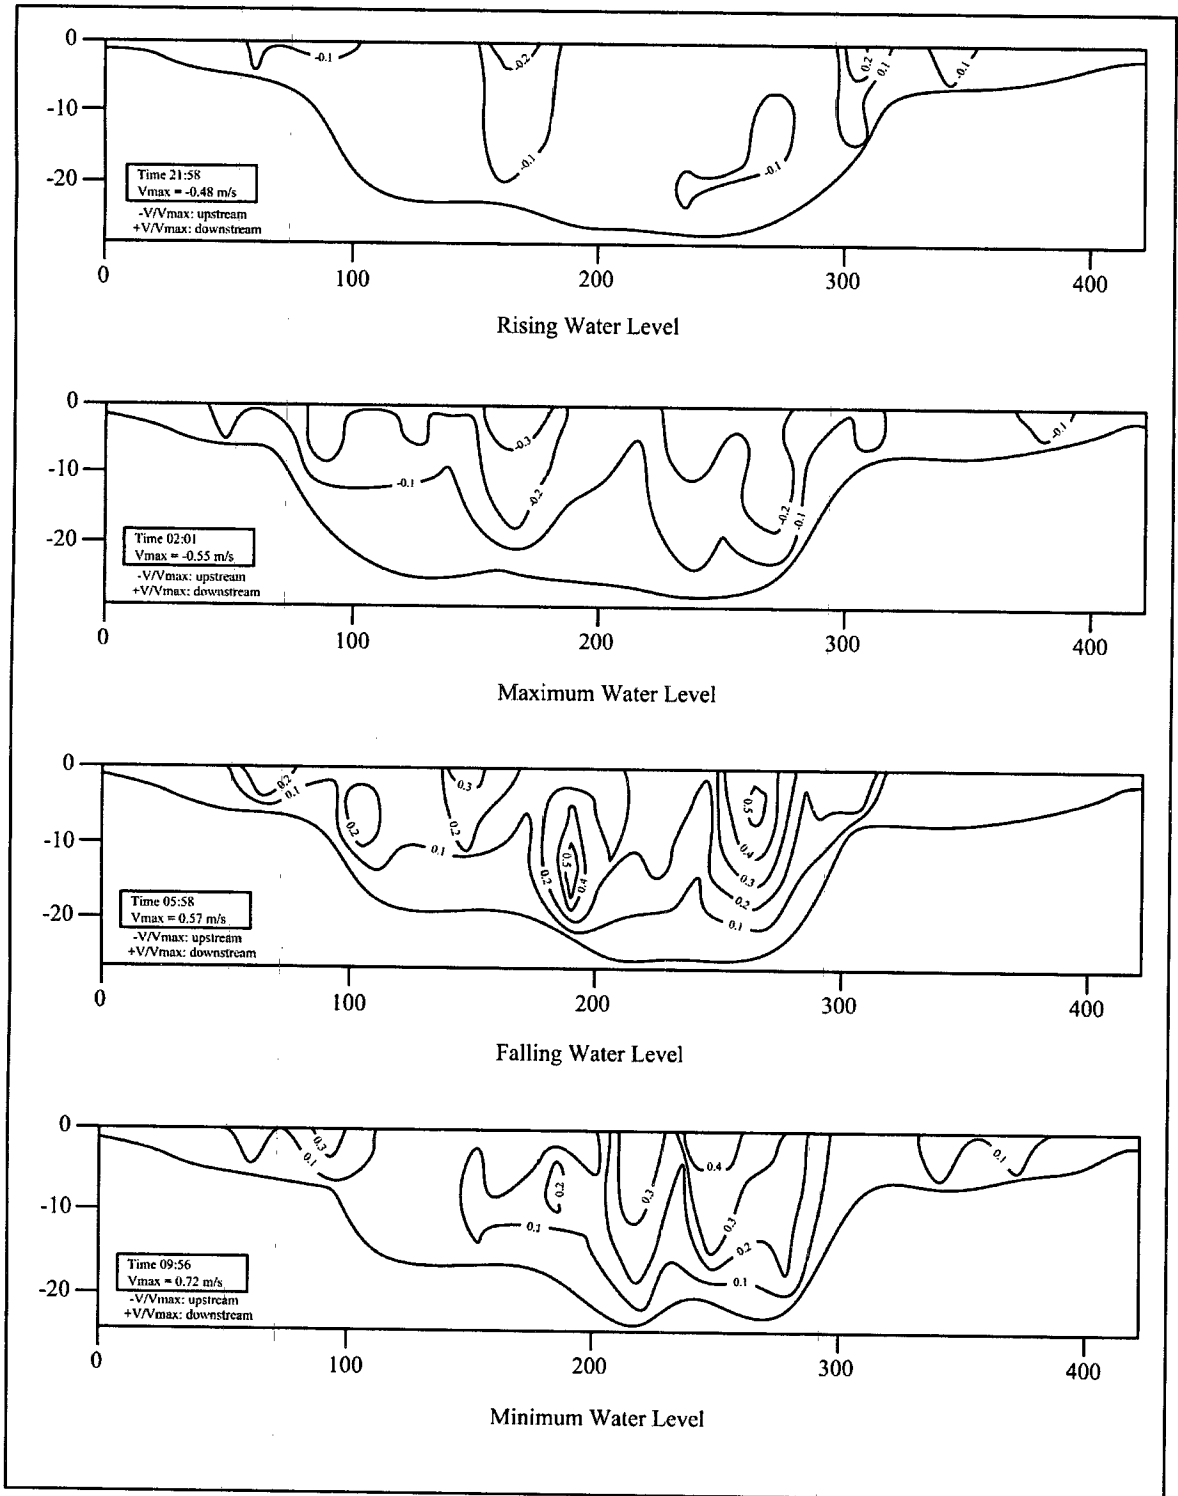 0
-10
-20
-0.1
-0.2
-0.1
-0.1
0.2
0.1
-0.1
Time 21:58
Vmax = -0.48 m/s
-V/Vmax: upstream
+V/Vmax: downstream
0 100 200 300 400
Rising Water Level
0
-10
-20
-0.1
-0.3
-0.2
-0.2
-0.1
-0.1
Time 02:01
Vmax = -0.55 m/s
-V/Vmax: upstream
+V/Vmax: downstream
0 100 200 300 400
Maximum Water Level
0
-10
-20
0.2
0.1
0.2
0.1
0.3
0.2
0.2
0.5
0.4
0.5
0.4
0.3
0.2
0.1
Time 05:58
Vmax = 0.57 m/s
-V/Vmax: upstream
+V/Vmax: downstream
0 100 200 300 400
Falling Water Level
0
-10
-20
0.3
0.1
0.2
0.1
0.3
0.4
0.3
0.2
0.1
0.1
Time 09:56
Vmax = 0.72 m/s
-V/Vmax: upstream
+V/Vmax: downstream
0 100 200 300 400
Minimum Water Level